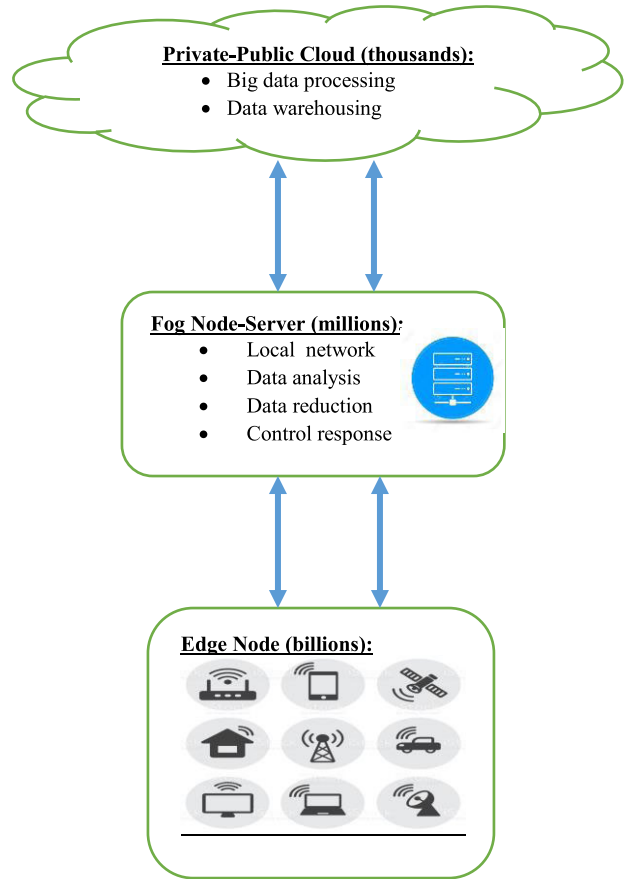 Private-Public Cloud (thousands):
• Big data processing
• Data warehousing
Fog Node-Server (millions):
• Local network
• Data analysis
• Data reduction
• Control response
Edge Node (billions):